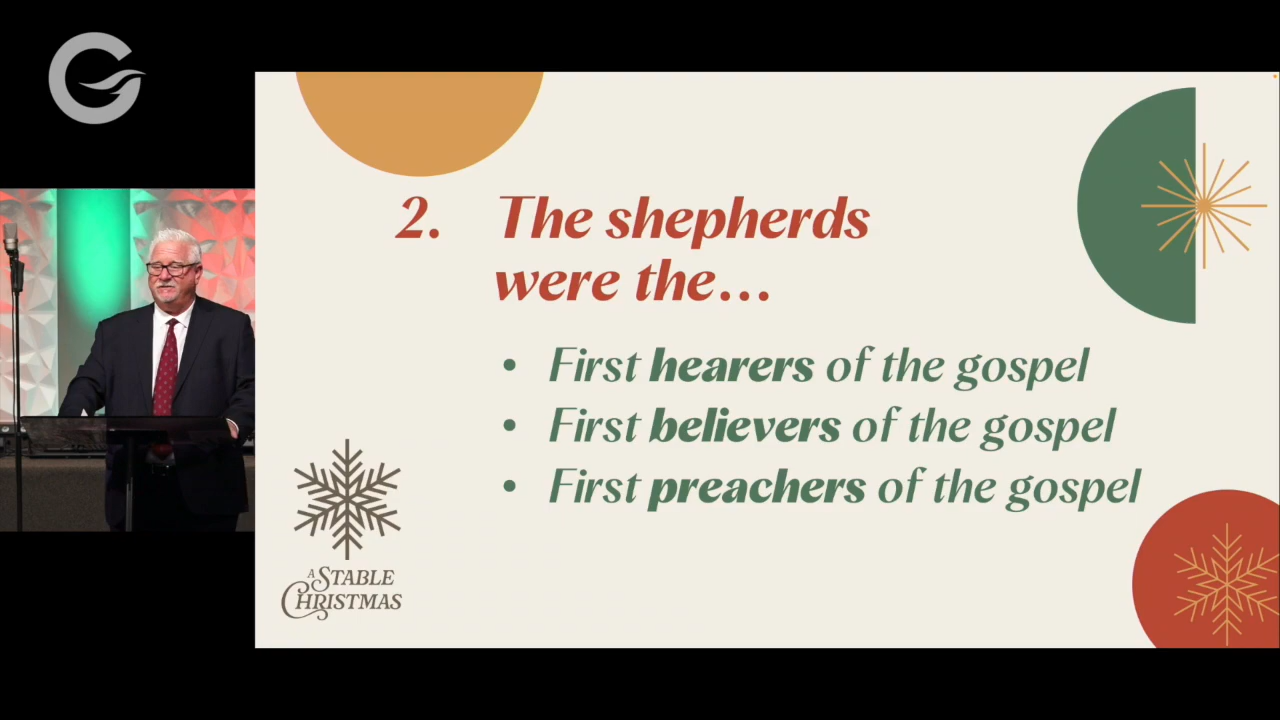 2. The shepherds
were the...
• First hearers of the gospel
• First believers of the gospel
• First preachers of the gospel
A STABLE
CHRISTMAS